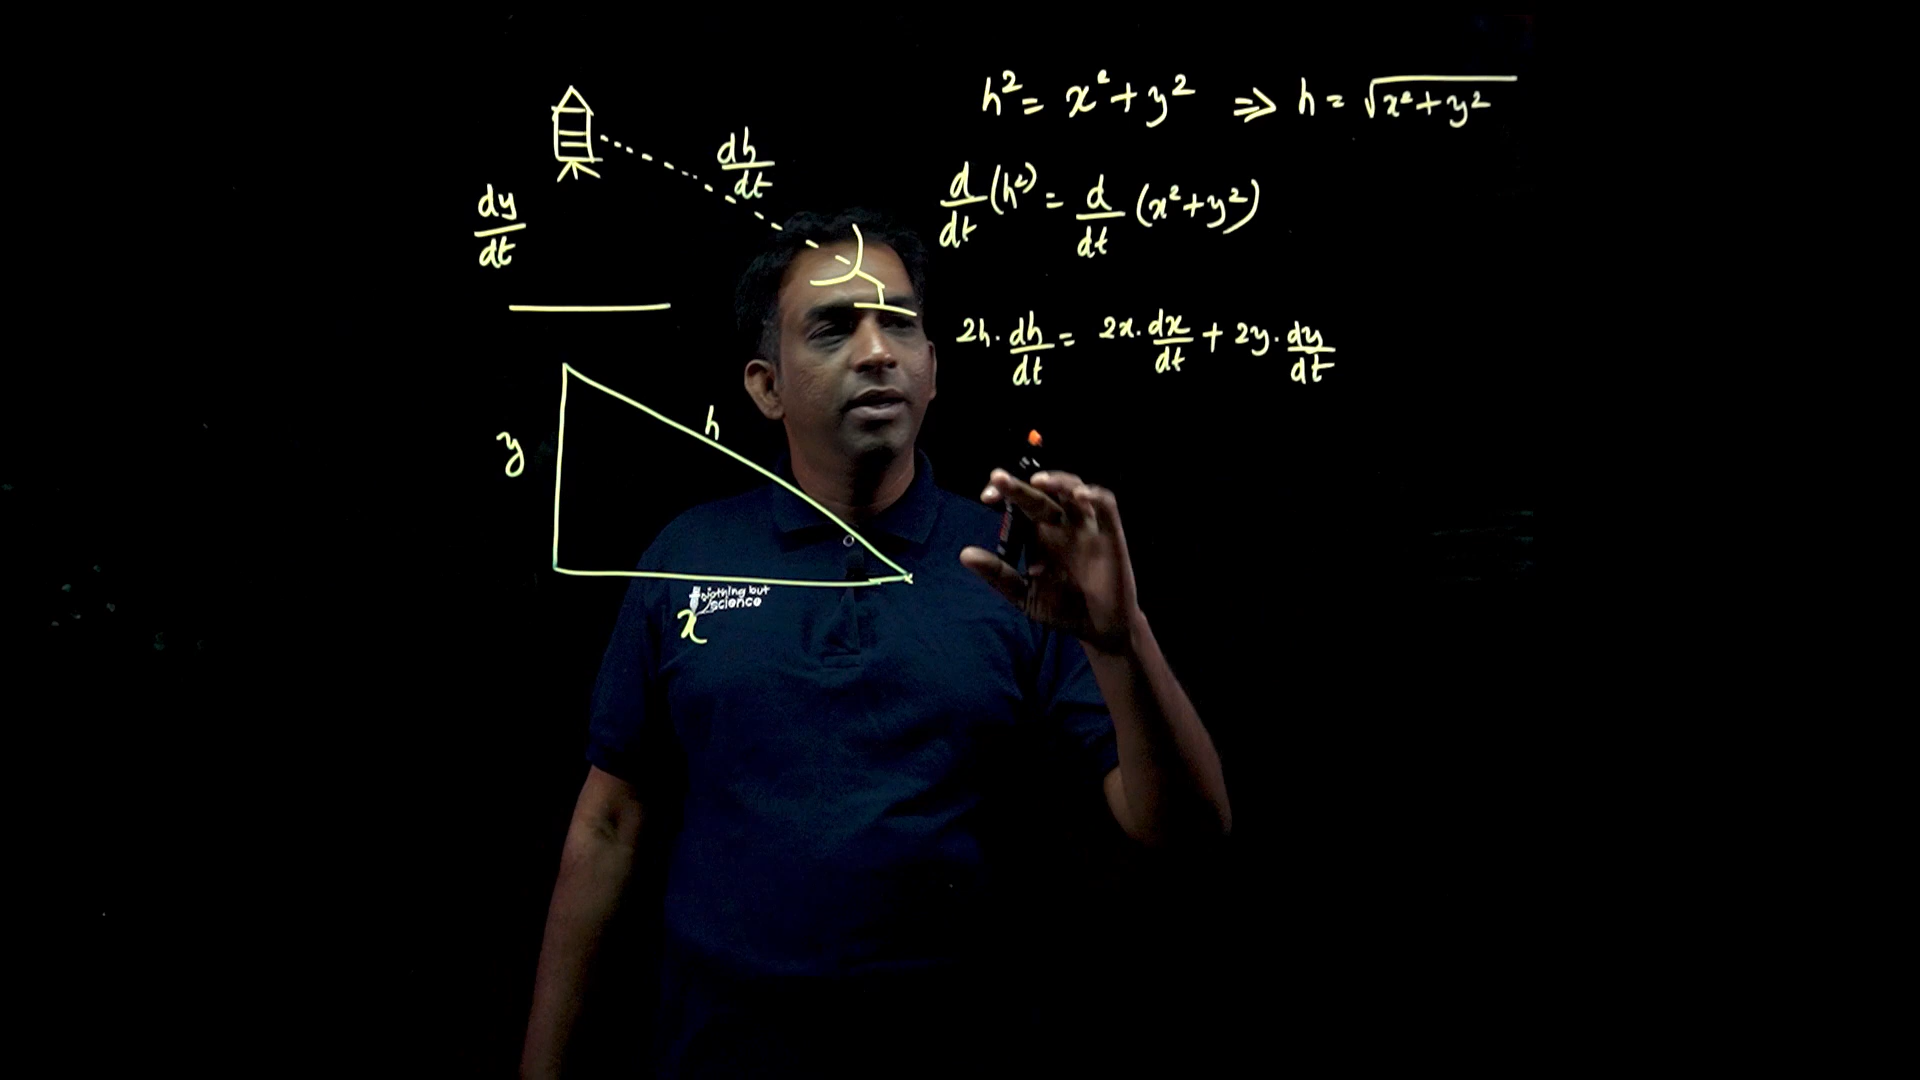 h² = x² + y² ⇒ h = √x² + y²
dh/dt
dy/dt
d/dt (h²) = d/dt (x² + y²)
2h · dh/dt = 2x · dx/dt + 2y · dy/dt
h
y
nothing but
science
x